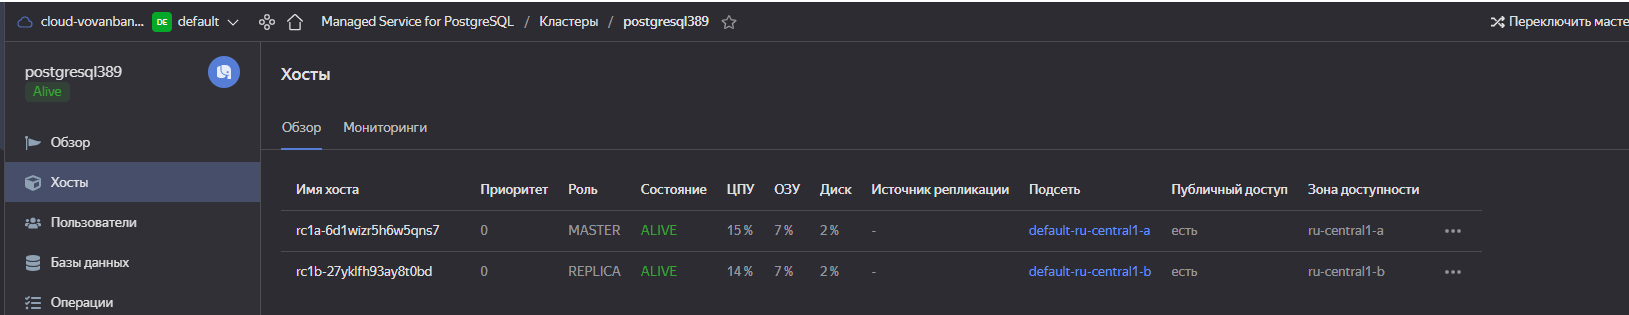 cloud-vovanban... DE default Managed Service for PostgreSQL / Кластеры / postgresql389 Переключить масте
postgresql389
Alive
Обзор
Хосты
Пользователи
Базы данных
Операции
Хосты
Обзор Мониторинги
Имя хоста Приоритет Роль Состояние ЦПУ ОЗУ Диск Источник репликации Подсеть Публичный доступ Зона доступности
rc1a-6d1wizr5h6w5qns7 0 MASTER ALIVE 15 % 7 % 2 % - default-ru-central1-a есть ru-central1-a
rc1b-27yklfh93ay8t0bd 0 REPLICA ALIVE 14 % 7 % 2 % - default-ru-central1-b есть ru-central1-b